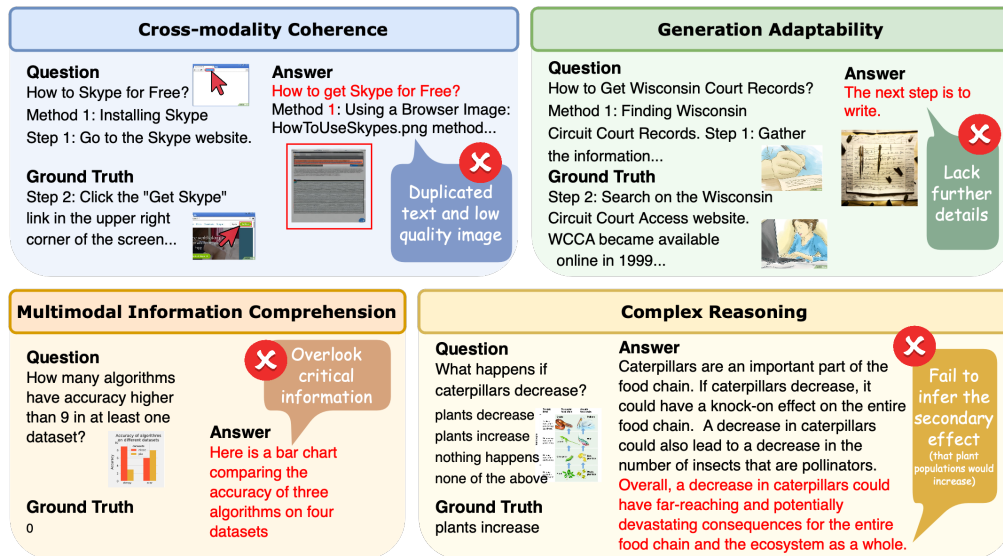 Cross-modality Coherence
Question
How to Skype for Free?
Method 1: Installing Skype
Step 1: Go to the Skype website.
Ground Truth
Step 2: Click the "Get Skype"
link in the upper right
corner of the screen...
Answer
How to get Skype for Free?
Method 1: Using a Browser Image:
HowToUseSkypes.png method...
Duplicated
text and low
quality image
Generation Adaptability
Question
How to Get Wisconsin Court Records?
Method 1: Finding Wisconsin
Circuit Court Records. Step 1: Gather
the information...
Ground Truth
Step 2: Search on the Wisconsin
Circuit Court Access website.
WCCA became available
online in 1999...
Answer
The next step is to
write.
Lack
further
details
Multimodal Information Comprehension
Question
How many algorithms
have accuracy higher
than 9 in at least one
dataset?
Accuracy of algorithms
on different datasets
Ground Truth
0
Overlook
critical
information
Answer
Here is a bar chart
comparing the
accuracy of three
algorithms on four
datasets
Complex Reasoning
Question
What happens if
caterpillars decrease?
plants decrease
plants increase
nothing happens
none of the above
Ground Truth
plants increase
Answer
Caterpillars are an important part of the
food chain. If caterpillars decrease, it
could have a knock-on effect on the entire
food chain. A decrease in caterpillars
could also lead to a decrease in the
number of insects that are pollinators.
Overall, a decrease in caterpillars could
have far-reaching and potentially
devastating consequences for the entire
food chain and the ecosystem as a whole.
Fail to
infer the
secondary
effect
(that plant
populations would
increase)